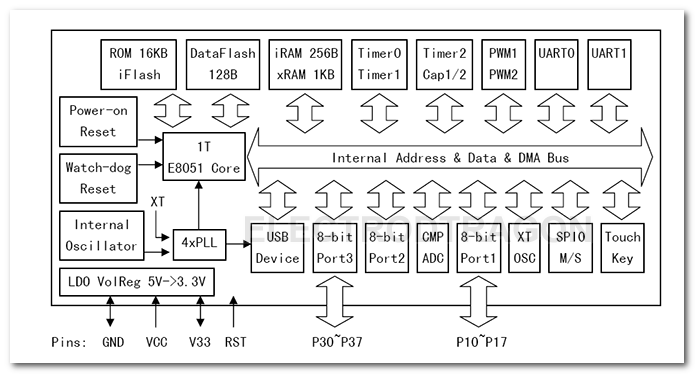 ROM 16KB
iFlash
DataFlash
128B
iRAM 256B
xRAM 1KB
Timer0
Timer1
Timer2
Cap1/2
PWM1
PWM2
UART0
UART1
Power-on
Reset
1T
E8051 Core
Internal Address & Data & DMA Bus
Watch-dog
Reset
XT
Internal
Oscillator
4xPLL
ELECTRODRAGON
USB
Device
8-bit
Port3
8-bit
Port2
CMP
ADC
8-bit
Port1
XT
OSC
SPI0
M/S
Touch
Key
LDO VolReg 5V->3.3V
Pins: GND VCC V33 RST P30~P37 P10~P17